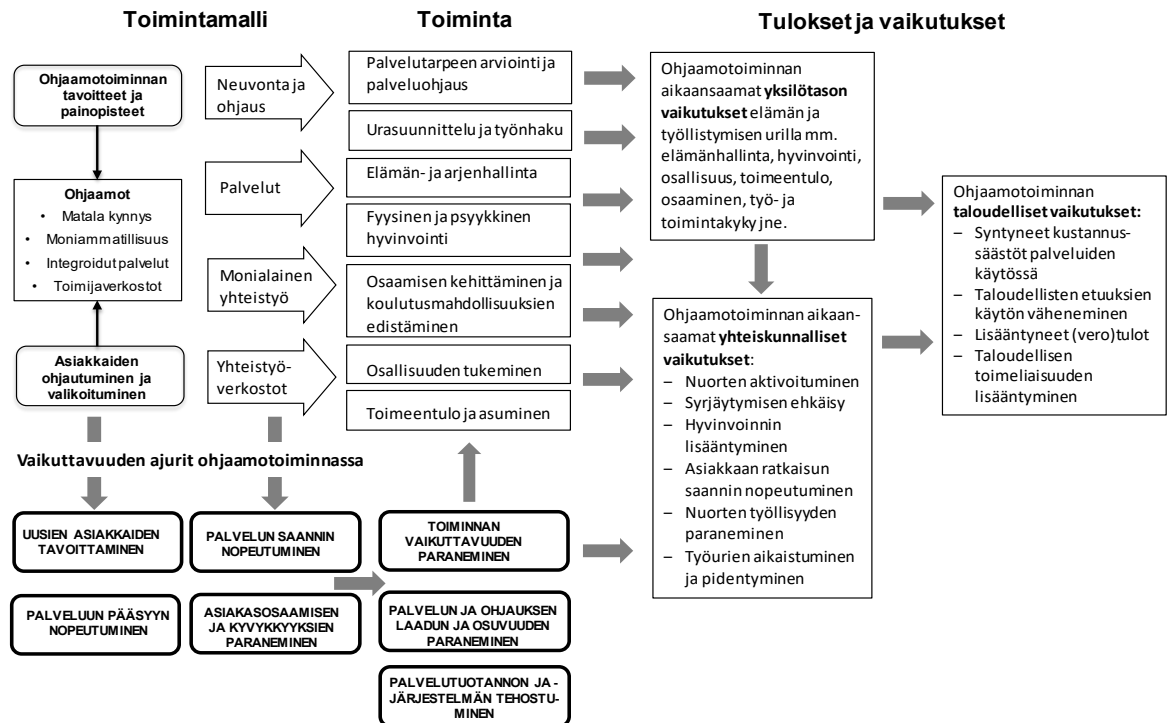 Toimintamalli
Toiminta
Tulokset ja vaikutukset
Ohjaamotoiminnan
tavoitteet ja
painopisteet
Ohjaamot
• Matala kynnys
• Moniammatillisuus
• Integroidut palvelut
• Toimijaverkostot
Asiakkaiden
ohjautuminen ja
valikoituminen
Neuvonta ja
ohjaus
Palvelut
Monialainen
yhteistyö
Yhteistyö-
verkostot
Palvelutarpeen arviointi ja
palveluohjaus
Urasuunnittelu ja työnhaku
Elämän- ja arjenhallinta
Fyysinen ja psyykkinen
hyvinvointi
Osaamisen kehittäminen ja
koulutusmahdollisuuksien
edistäminen
Osallisuuden tukeminen
Toimeentulo ja asuminen
Ohjaamotoiminnan
aikaansaamat yksilötason
vaikutukset elämän ja
työllistymisen urilla mm.
elämänhallinta, hyvinvointi,
osallisuus, toimeentulo,
osaaminen, työ- ja
toimintakyky jne.
Ohjaamotoiminnan aikaan-
saamat yhteiskunnalliset
vaikutukset:
– Nuorten aktivoituminen
– Syrjäytymisen ehkäisy
– Hyvinvoinnin
lisääntyminen
– Asiakkaan ratkaisun
saannin nopeutuminen
– Nuorten työllisyyden
paraneminen
– Työurien aikaistuminen
ja pidentyminen
Ohjaamotoiminnan
taloudelliset vaikutukset:
– Syntyneet kustannus-
säästöt palveluiden
käytössä
– Taloudellisten etuuksien
käytön väheneminen
– Lisääntyneet (vero)tulot
– Taloudellisen
toimeliaisuuden
lisääntyminen
Vaikuttavuuden ajurit ohjaamotoiminnassa
UUSIEN ASIAKKAIDEN
TAVOITTAMINEN
PALVELUN SAANNIN
NOPEUTUMINEN
TOIMINNAN
VAIKUTTAVUUDEN
PARANEMINEN
PALVELUUN PÄÄSYYN
NOPEUTUMINEN
ASIAKASOSAAMISEN
JA KYVYKKYYKSIEN
PARANEMINEN
PALVELUN JA OHJAUKSEN
LAADUN JA OSUVUUDEN
PARANEMINEN
PALVELUTUOTANNON JA -
JÄRJESTELMÄN TEHOSTU-
MINEN